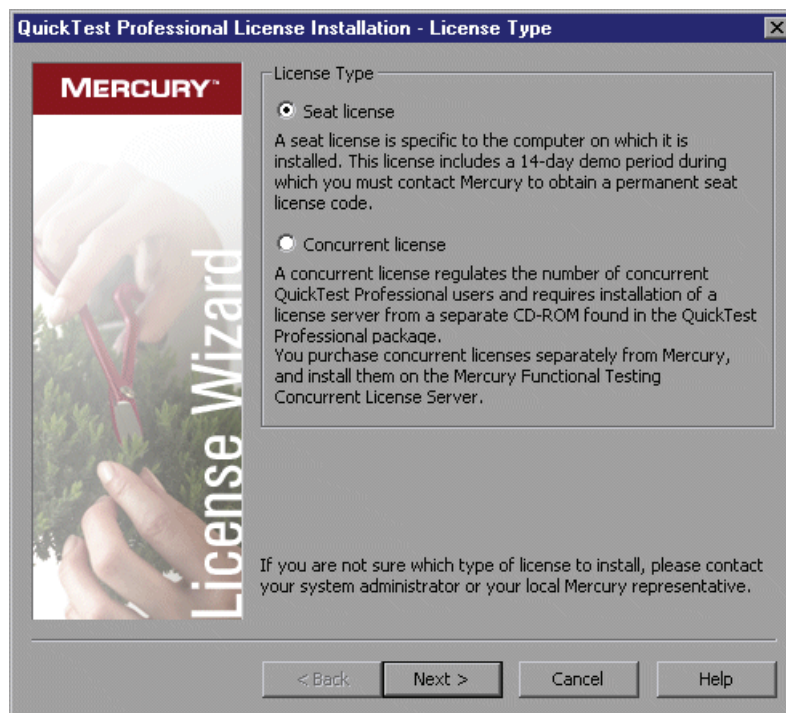 QuickTest Professional License Installation - License Type
MERCURY™
License Wizard
License Type
Seat license
A seat license is specific to the computer on which it is
installed. This license includes a 14-day demo period during
which you must contact Mercury to obtain a permanent seat
license code.
Concurrent license
A concurrent license regulates the number of concurrent
QuickTest Professional users and requires installation of a
license server from a separate CD-ROM found in the QuickTest
Professional package.
You purchase concurrent licenses separately from Mercury,
and install them on the Mercury Functional Testing
Concurrent License Server.
If you are not sure which type of license to install, please contact
your system administrator or your local Mercury representative.
< Back
Next >
Cancel
Help